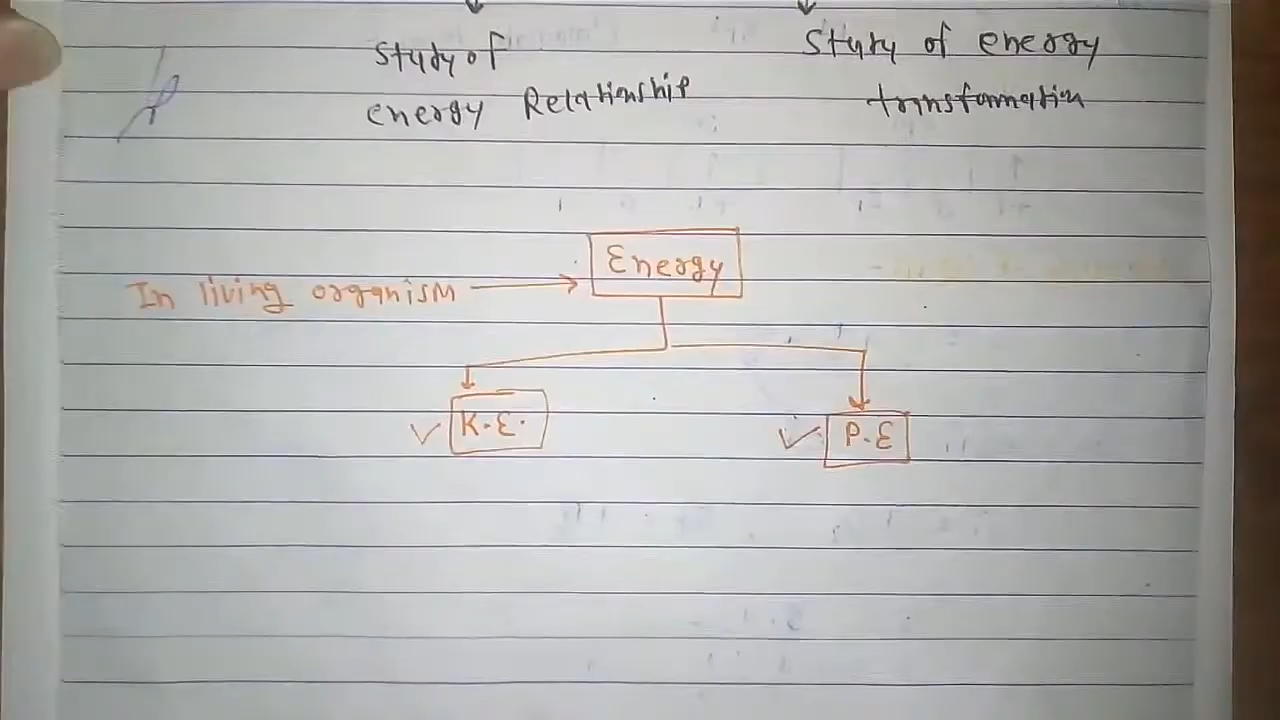 Study of
energy Relationship
Study of energy
transformation
Energy
In living organism
K.E.
P.E